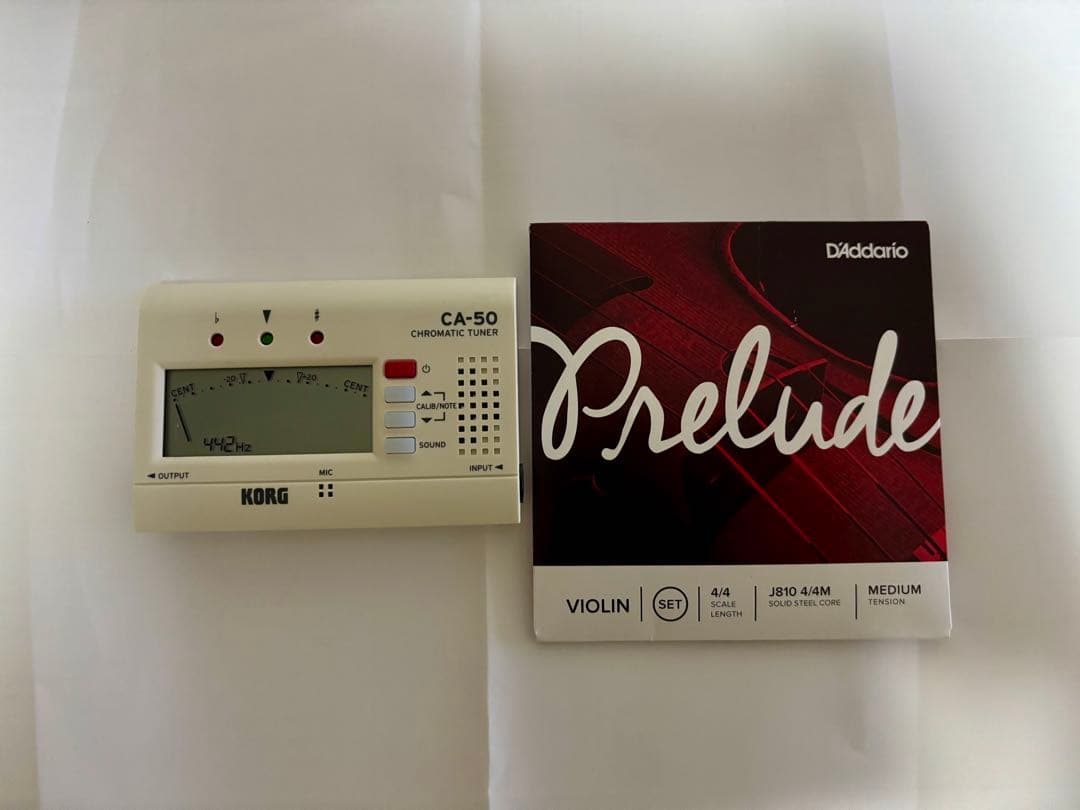 CA-50
CHROMATIC TUNER
♭ ▼ ♯
CENT -20 +20 CENT
442Hz
CALIB/NOTE
SOUND
◄ OUTPUT
MIC
INPUT ◄
KORG
D'Addario
Prelude
VIOLIN
SET
4/4
SCALE
LENGTH
J810 4/4M
SOLID STEEL CORE
MEDIUM
TENSION